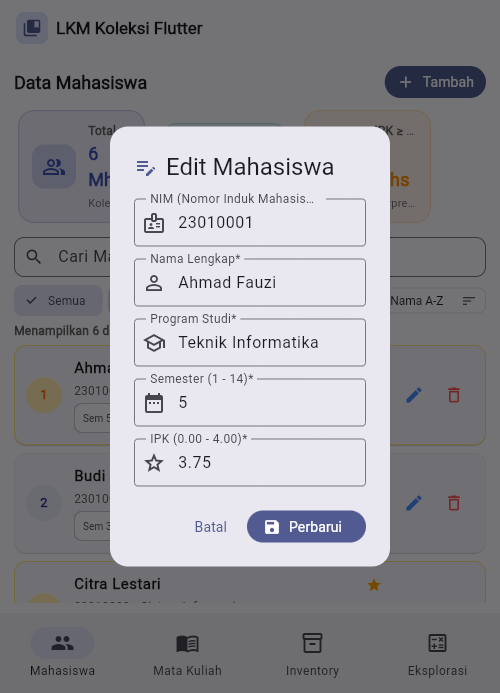 LKM Koleksi Flutter
Data Mahasiswa
Tambah
Total
6
Mh
Kole
IPK ≥ ...
hs
pre...
Edit Mahasiswa
NIM (Nomor Induk Mahasis...
23010001
Nama Lengkap*
Ahmad Fauzi
Program Studi*
Teknik Informatika
Semester (1 - 14)*
5
IPK (0.00 - 4.00)*
3.75
Batal
Perbarui
Cari Ma
Semua
Nama A-Z
Menampilkan 6 d
1
Ahma
23010
Sem 5
2
Budi
23010
Sem 3
Citra Lestari
Mahasiswa
Mata Kuliah
Inventory
Eksplorasi